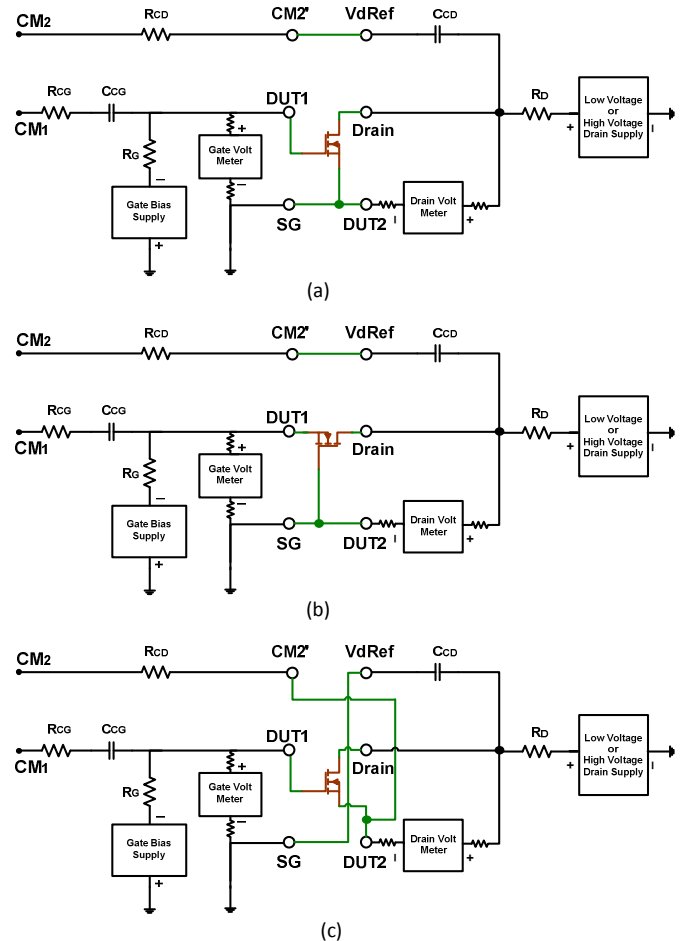 CM2 RCD CM2' VdRef CCD
RCG CCG DUT1 RD
CM1 Drain
RG
Gate Volt
Meter
Gate Bias
Supply
Low Voltage
or
High Voltage
Drain Supply
+ −
− +
+ −
SG DUT2
Drain Volt
Meter
− +
(a)
CM2 RCD CM2' VdRef CCD
RCG CCG DUT1 RD
CM1 Drain
RG
Gate Volt
Meter
Gate Bias
Supply
Low Voltage
or
High Voltage
Drain Supply
+ −
− +
+ −
SG DUT2
Drain Volt
Meter
− +
(b)
CM2 RCD CM2' VdRef CCD
RCG CCG DUT1 RD
CM1 Drain
RG
Gate Volt
Meter
Gate Bias
Supply
Low Voltage
or
High Voltage
Drain Supply
+ −
− +
+ −
SG DUT2
Drain Volt
Meter
− +
(c)